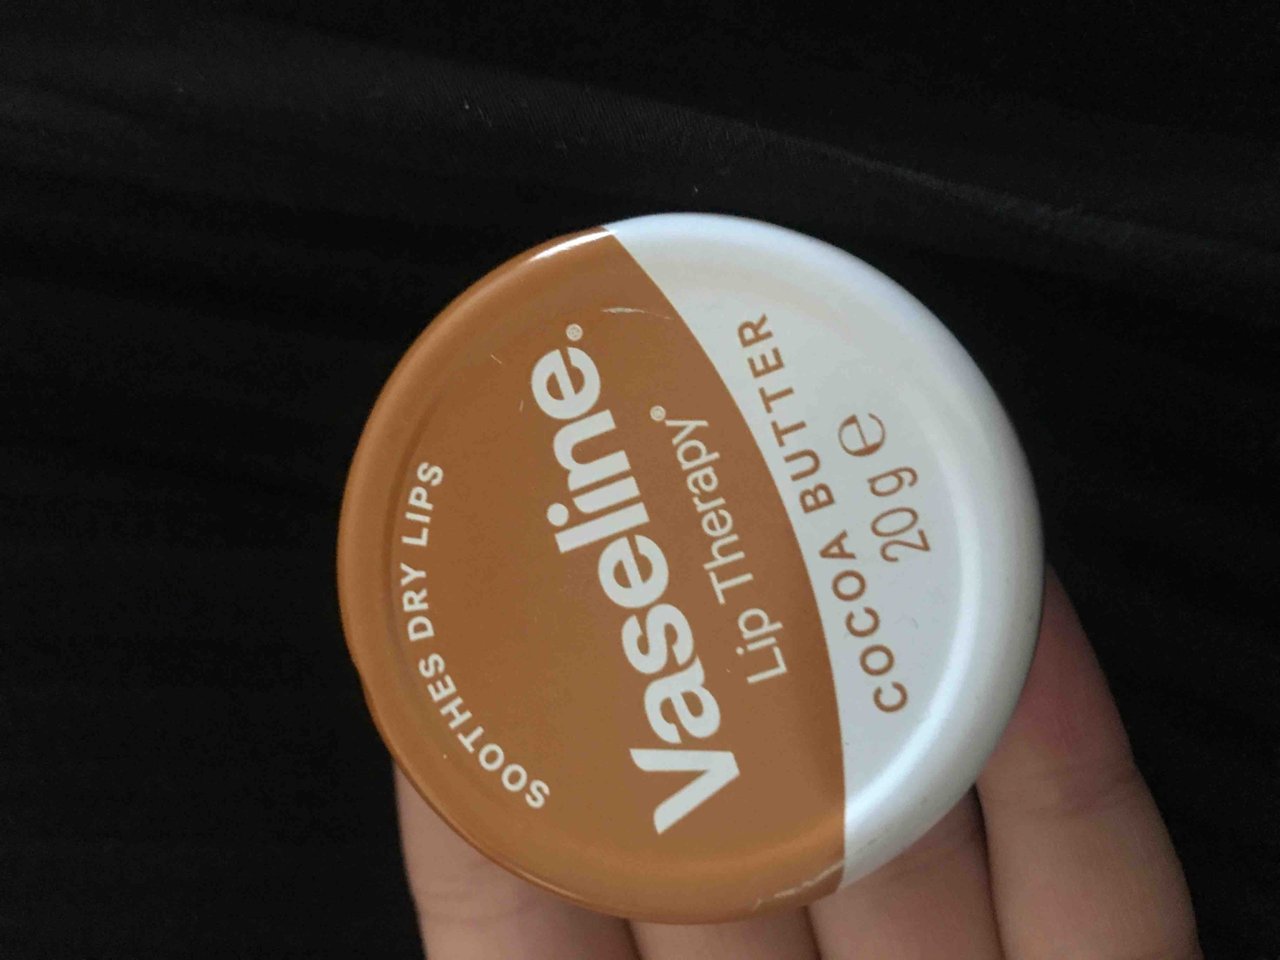 SOOTHES DRY LIPS
Vaseline®
Lip Therapy®
COCOA BUTTER
20g ℮